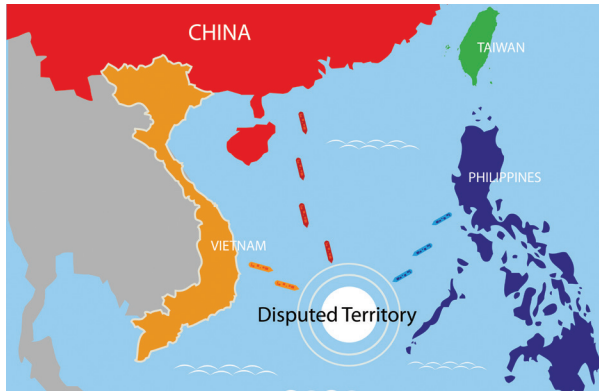 CHINA
TAIWAN
PHILIPPINES
VIETNAM
Disputed Territory